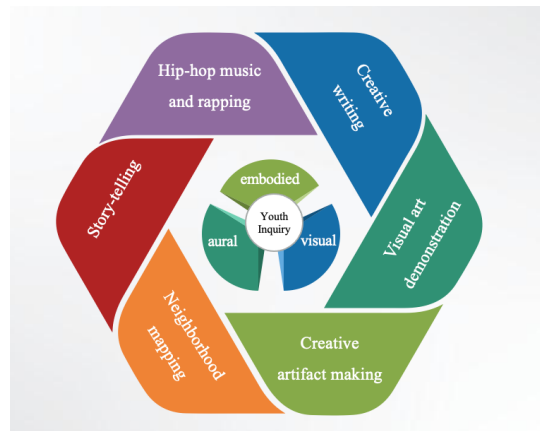 Hip-hop music
and rapping
Creative
writing
Visual art
demonstration
Creative
artifact making
Neighborhood
mapping
Story-telling
embodied
Youth
Inquiry
aural
visual